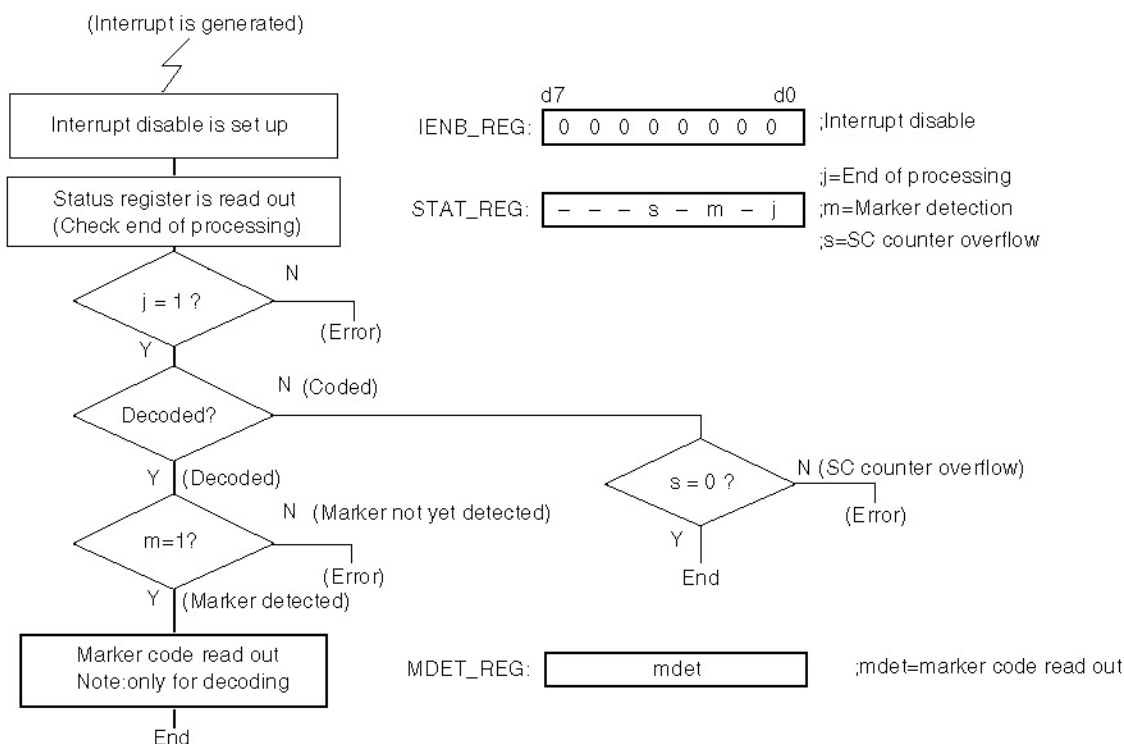 (Interrupt is generated)
Interrupt disable is set up
d7 d0
IENB_REG: 0 0 0 0 0 0 0 0 ;Interrupt disable
Status register is read out
(Check end of processing)
STAT_REG: – – – s – m – j
;j=End of processing
;m=Marker detection
;s=SC counter overflow
j = 1 ?
N
(Error)
Y
Decoded?
N (Coded)
Y (Decoded)
s = 0 ?
N (SC counter overflow)
(Error)
Y
End
m=1?
N (Marker not yet detected)
(Error)
Y (Marker detected)
Marker code read out
Note:only for decoding
MDET_REG: mdet ;mdet=marker code read out
End